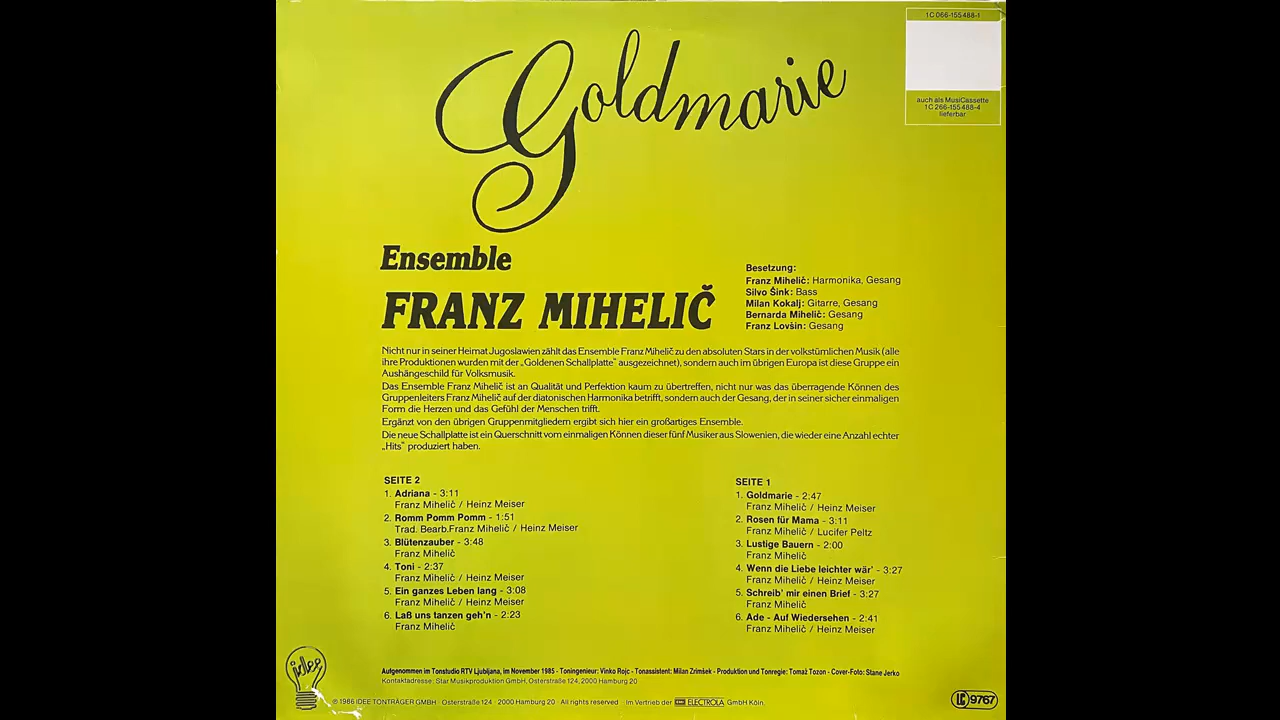 1C 066-155 488-1
auch als MusiCassette
1C 266-155 488-4
lieferbar
Goldmarie
Ensemble
FRANZ MIHELIČ
Besetzung:
Franz Mihelič: Harmonika, Gesang
Silvo Šink: Bass
Milan Kokalj: Gitarre, Gesang
Bernarda Mihelič: Gesang
Franz Lovšin: Gesang
Nicht nur in seiner Heimat Jugoslawien zählt das Ensemble Franz Mihelič zu den absoluten Stars in der volkstümlichen Musik (alle
ihre Produktionen wurden mit der „Goldenen Schallplatte" ausgezeichnet), sondern auch im übrigen Europa ist diese Gruppe ein
Aushängeschild für Volksmusik.
Das Ensemble Franz Mihelič ist an Qualität und Perfektion kaum zu übertreffen, nicht nur was das überragende Können des
Gruppenleiters Franz Mihelič auf der diatonischen Harmonika betrifft, sondern auch der Gesang, der in seiner sicher einmaligen
Form die Herzen und das Gefühl der Menschen trifft.
Ergänzt von den übrigen Gruppenmitgliedern ergibt sich hier ein großartiges Ensemble.
Die neue Schallplatte ist ein Querschnitt vom einmaligen Können dieser fünf Musiker aus Slowenien, die wieder eine Anzahl echter
„Hits" produziert haben.
SEITE 2
1. Adriana - 3:11
Franz Mihelič / Heinz Meiser
2. Romm Pomm Pomm - 1:51
Trad. Bearb.Franz Mihelič / Heinz Meiser
3. Blütenzauber - 3:48
Franz Mihelič
4. Toni - 2:37
Franz Mihelič / Heinz Meiser
5. Ein ganzes Leben lang - 3:08
Franz Mihelič / Heinz Meiser
6. Laß uns tanzen geh'n - 2:23
Franz Mihelič
SEITE 1
1. Goldmarie - 2:47
Franz Mihelič / Heinz Meiser
2. Rosen für Mama - 3:11
Franz Mihelič / Lucifer Peltz
3. Lustige Bauern - 2:00
Franz Mihelič
4. Wenn die Liebe leichter wär' - 3:27
Franz Mihelič / Heinz Meiser
5. Schreib' mir einen Brief - 3:27
Franz Mihelič
6. Ade - Auf Wiedersehen - 2:41
Franz Mihelič / Heinz Meiser
idee
Aufgenommen im Tonstudio RTV Ljubljana, im November 1985 - Toningenieur: Vinko Rojc - Tonassistent: Milan Zrimšek - Produktion und Tonregie: Tomaž Tozon - Cover-Foto: Stane Jerko
Kontaktadresse: Star Musikproduktion GmbH, Osterstraße 124, 2000 Hamburg 20
℗ 1986 IDEE TONTRÄGER GMBH · Osterstraße 124 · 2000 Hamburg 20 · All rights reserved · Im Vertrieb der EMI ELECTROLA GmbH Köln.
LC 9767